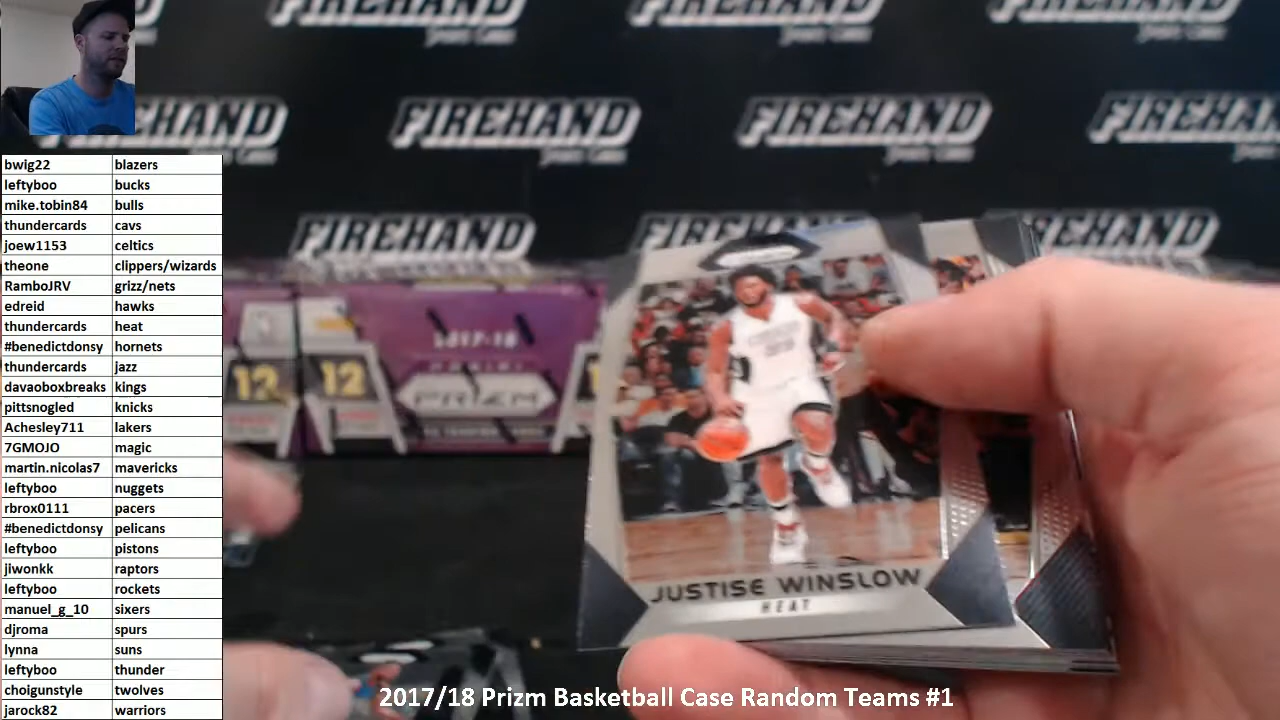 FIREHAND
FIREHAND
FIREHAND
FIREHAND
FIREHAND
FIREHAND
FIREHAND
bwig22 blazers
leftyboo bucks
mike.tobin84 bulls
thundercards cavs
joew1153 celtics
theone clippers/wizards
RamboJRV grizz/nets
edreid hawks
thundercards heat
#benedictdonsy hornets
thundercards jazz
davaoboxbreaks kings
pittsnogled knicks
Achesley711 lakers
7GMOJO magic
martin.nicolas7 mavericks
leftyboo nuggets
rbrox0111 pacers
#benedictdonsy pelicans
leftyboo pistons
jiwonkk raptors
leftyboo rockets
manuel_g_10 sixers
djroma spurs
lynna suns
leftyboo thunder
choigunstyle twolves
jarock82 warriors
2017-18
PANINI
PRIZM
12
12
JUSTISE WINSLOW
HEAT
2017/18 Prizm Basketball Case Random Teams #1